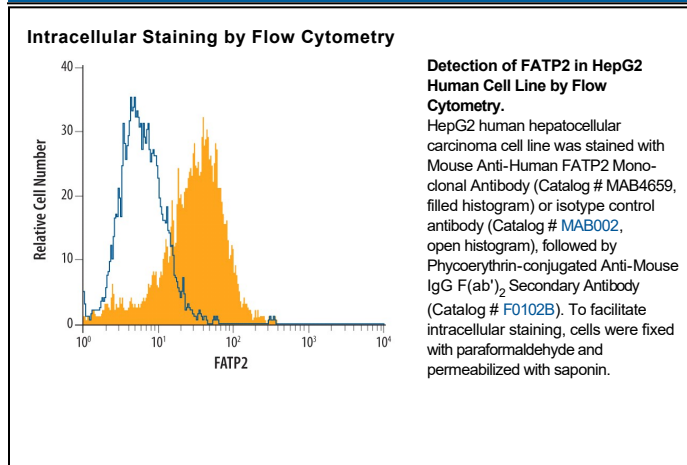 Intracellular Staining by Flow Cytometry
40
30
20
10
0
Relative Cell Number
10⁰ 10¹ 10² 10³ 10⁴
FATP2
Detection of FATP2 in HepG2
Human Cell Line by Flow
Cytometry.
HepG2 human hepatocellular
carcinoma cell line was stained with
Mouse Anti-Human FATP2 Mono-
clonal Antibody (Catalog # MAB4659,
filled histogram) or isotype control
antibody (Catalog # MAB002,
open histogram), followed by
Phycoerythrin-conjugated Anti-Mouse
IgG F(ab')₂ Secondary Antibody
(Catalog # F0102B). To facilitate
intracellular staining, cells were fixed
with paraformaldehyde and
permeabilized with saponin.